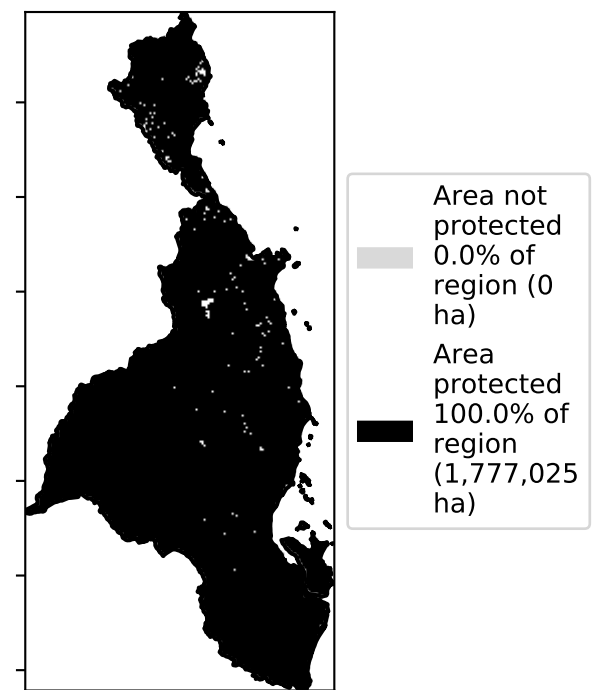 Area not
protected
0.0% of
region (0
ha)
Area
protected
100.0% of
region
(1,777,025
ha)